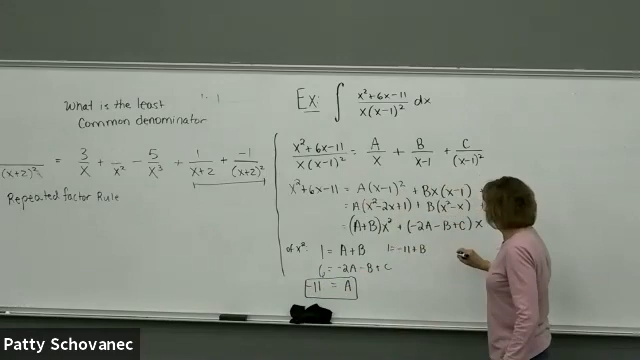 What is the least
Common denominator
(x+2)² = 3/x + /x² − 5/x³ + 1/(x+2) + −1/(x+2)²
Repeated factor Rule
Ex: ∫ (x²+6x−11)/(x(x−1)²) dx
(x²+6x−11)/(x(x−1)²) = A/x + B/(x−1) + C/(x−1)²
x²+6x−11 = A(x−1)² + Bx(x−1)
= A(x²−2x+1) + B(x²−x)
= (A+B)x² + (−2A−B+C)x
of x²: 1 = A+B 1=−11+B
6 = −2A−B+C
−11 = A
Patty Schovanec